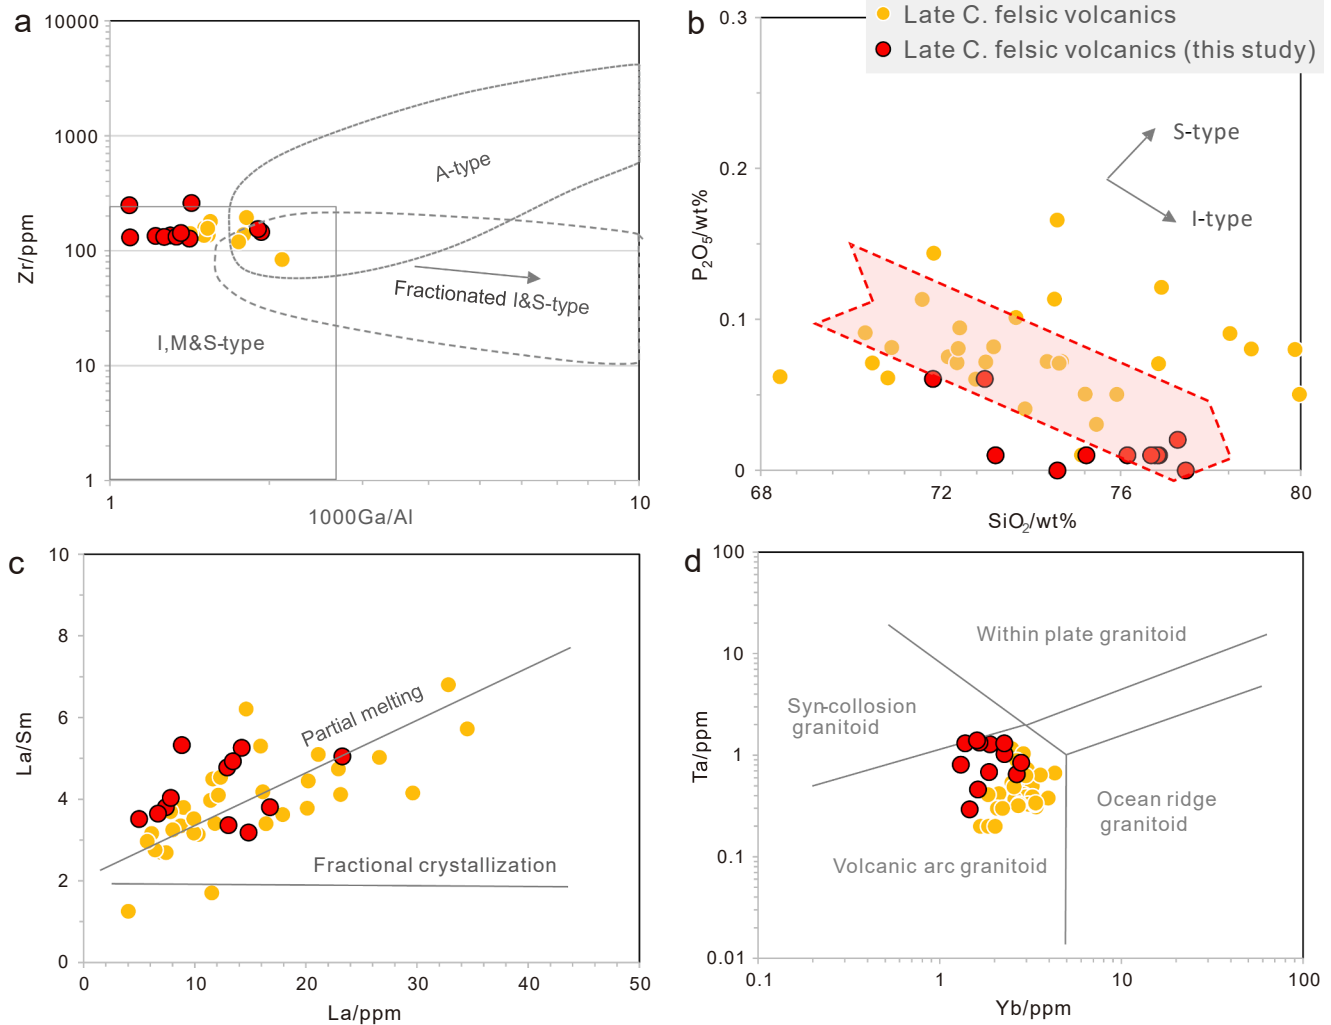 a
10000
1000
100
10
1
Zr/ppm
A-type
Fractionated I&S-type
I,M&S-type
1
10
1000Ga/Al
b
Late C. felsic volcanics
Late C. felsic volcanics (this study)
0.3
0.2
0.1
0
P2O5/wt%
S-type
I-type
68
72
76
80
SiO2/wt%
c
10
8
6
4
2
0
La/Sm
Partial melting
Fractional crystallization
0
10
20
30
40
50
La/ppm
d
100
10
1
0.1
0.01
Ta/ppm
Within plate granitoid
Syn-collosion
granitoid
Ocean ridge
granitoid
Volcanic arc granitoid
0.1
1
10
100
Yb/ppm